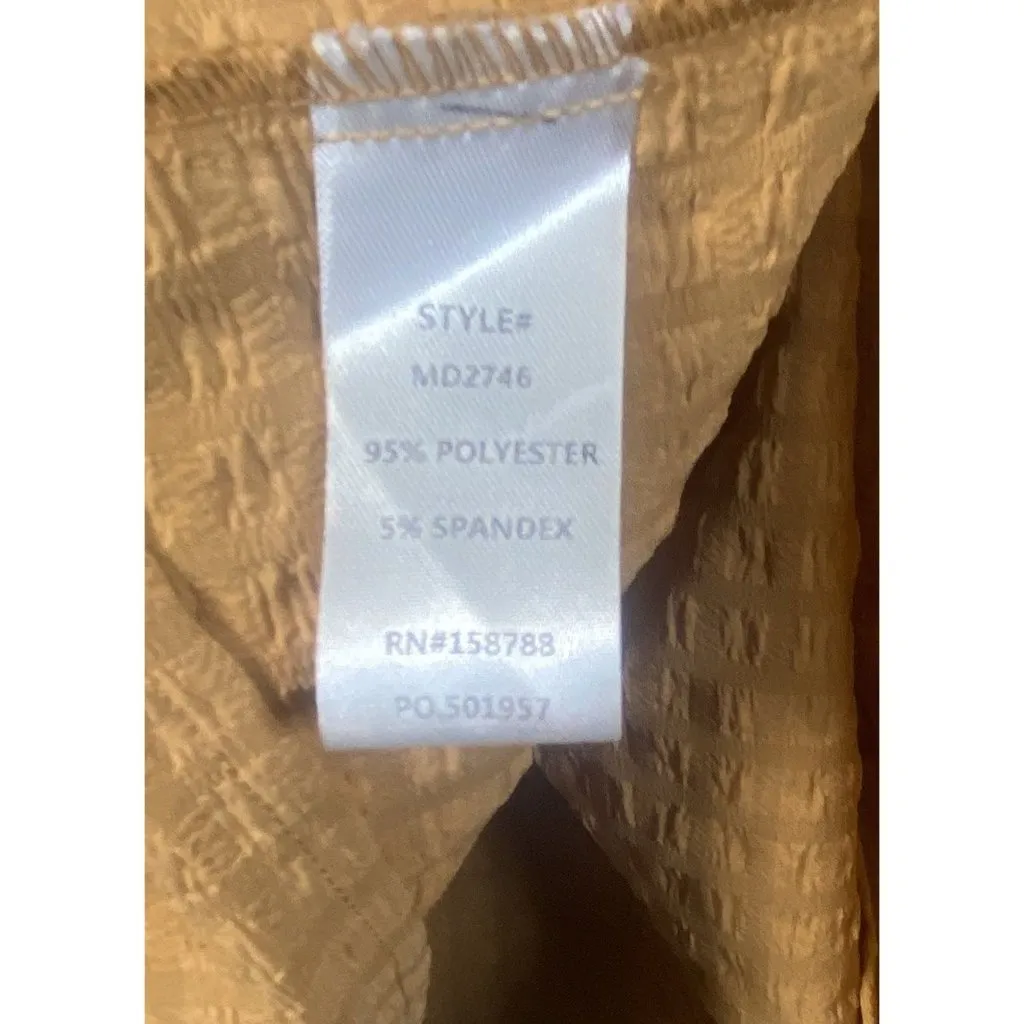 STYLE#
MD2746
95% POLYESTER
5% SPANDEX
RN#158788
PO.501957